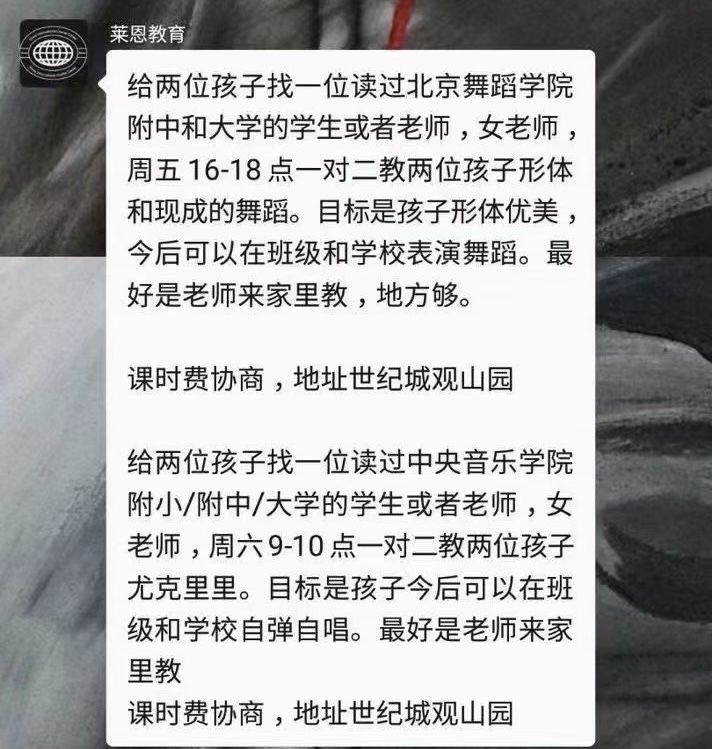 莱恩教育
给两位孩子找一位读过北京舞蹈学院
附中和大学的学生或者老师，女老师，
周五 16-18 点一对二教两位孩子形体
和现成的舞蹈。目标是孩子形体优美，
今后可以在班级和学校表演舞蹈。最
好是老师来家里教，地方够。
课时费协商，地址世纪城观山园
给两位孩子找一位读过中央音乐学院
附小/附中/大学的学生或者老师，女
老师，周六 9-10 点一对二教两位孩子
尤克里里。目标是孩子今后可以在班
级和学校自弹自唱。最好是老师来家
里教
课时费协商，地址世纪城观山园